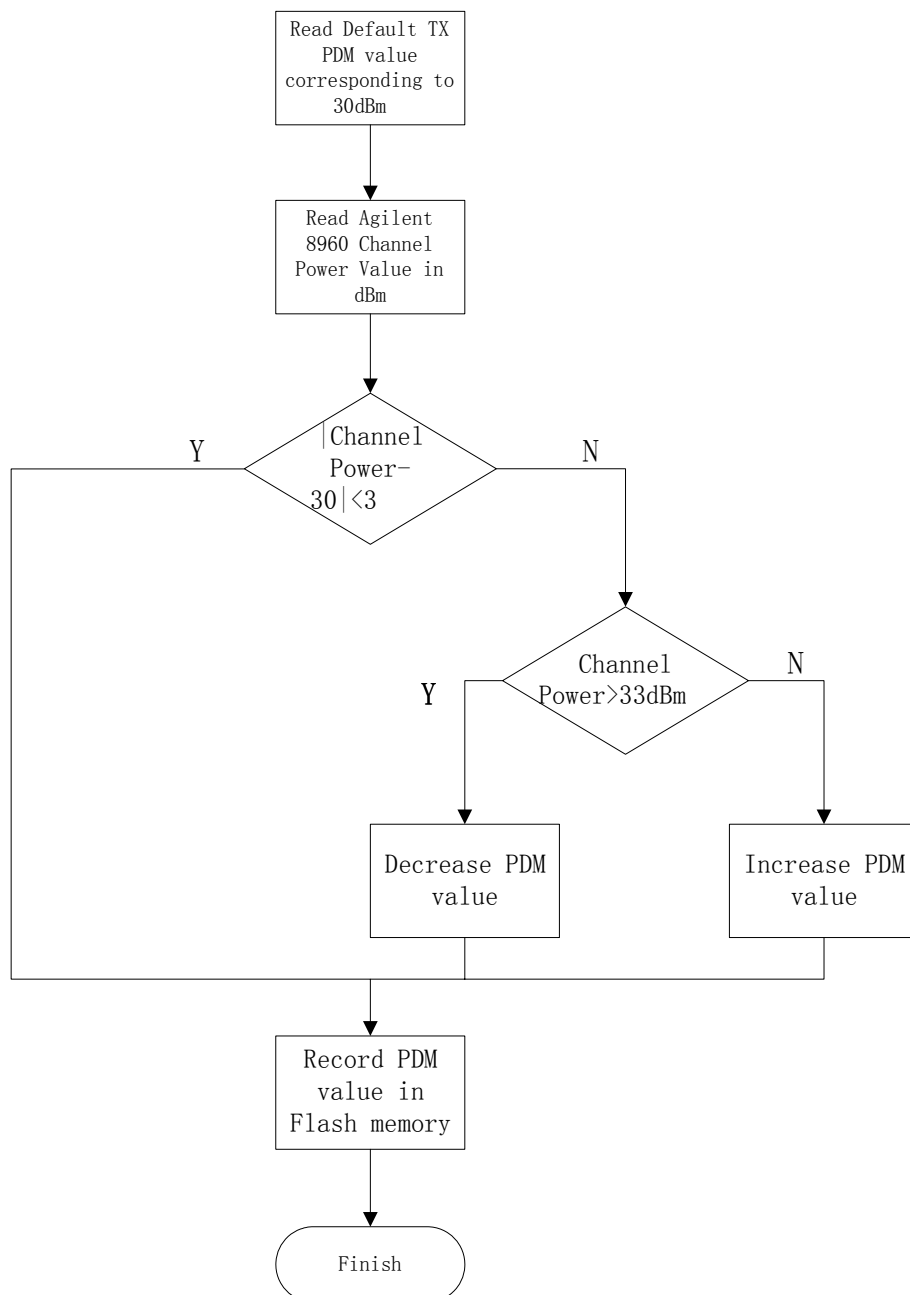 Read Default TX
PDM value
corresponding to
30dBm
Read Agilent
8960 Channel
Power Value in
dBm
|Channel
Power-
30|<3
Y
N
Channel
Power>33dBm
Y
N
Decrease PDM
value
Increase PDM
value
Record PDM
value in
Flash memory
Finish